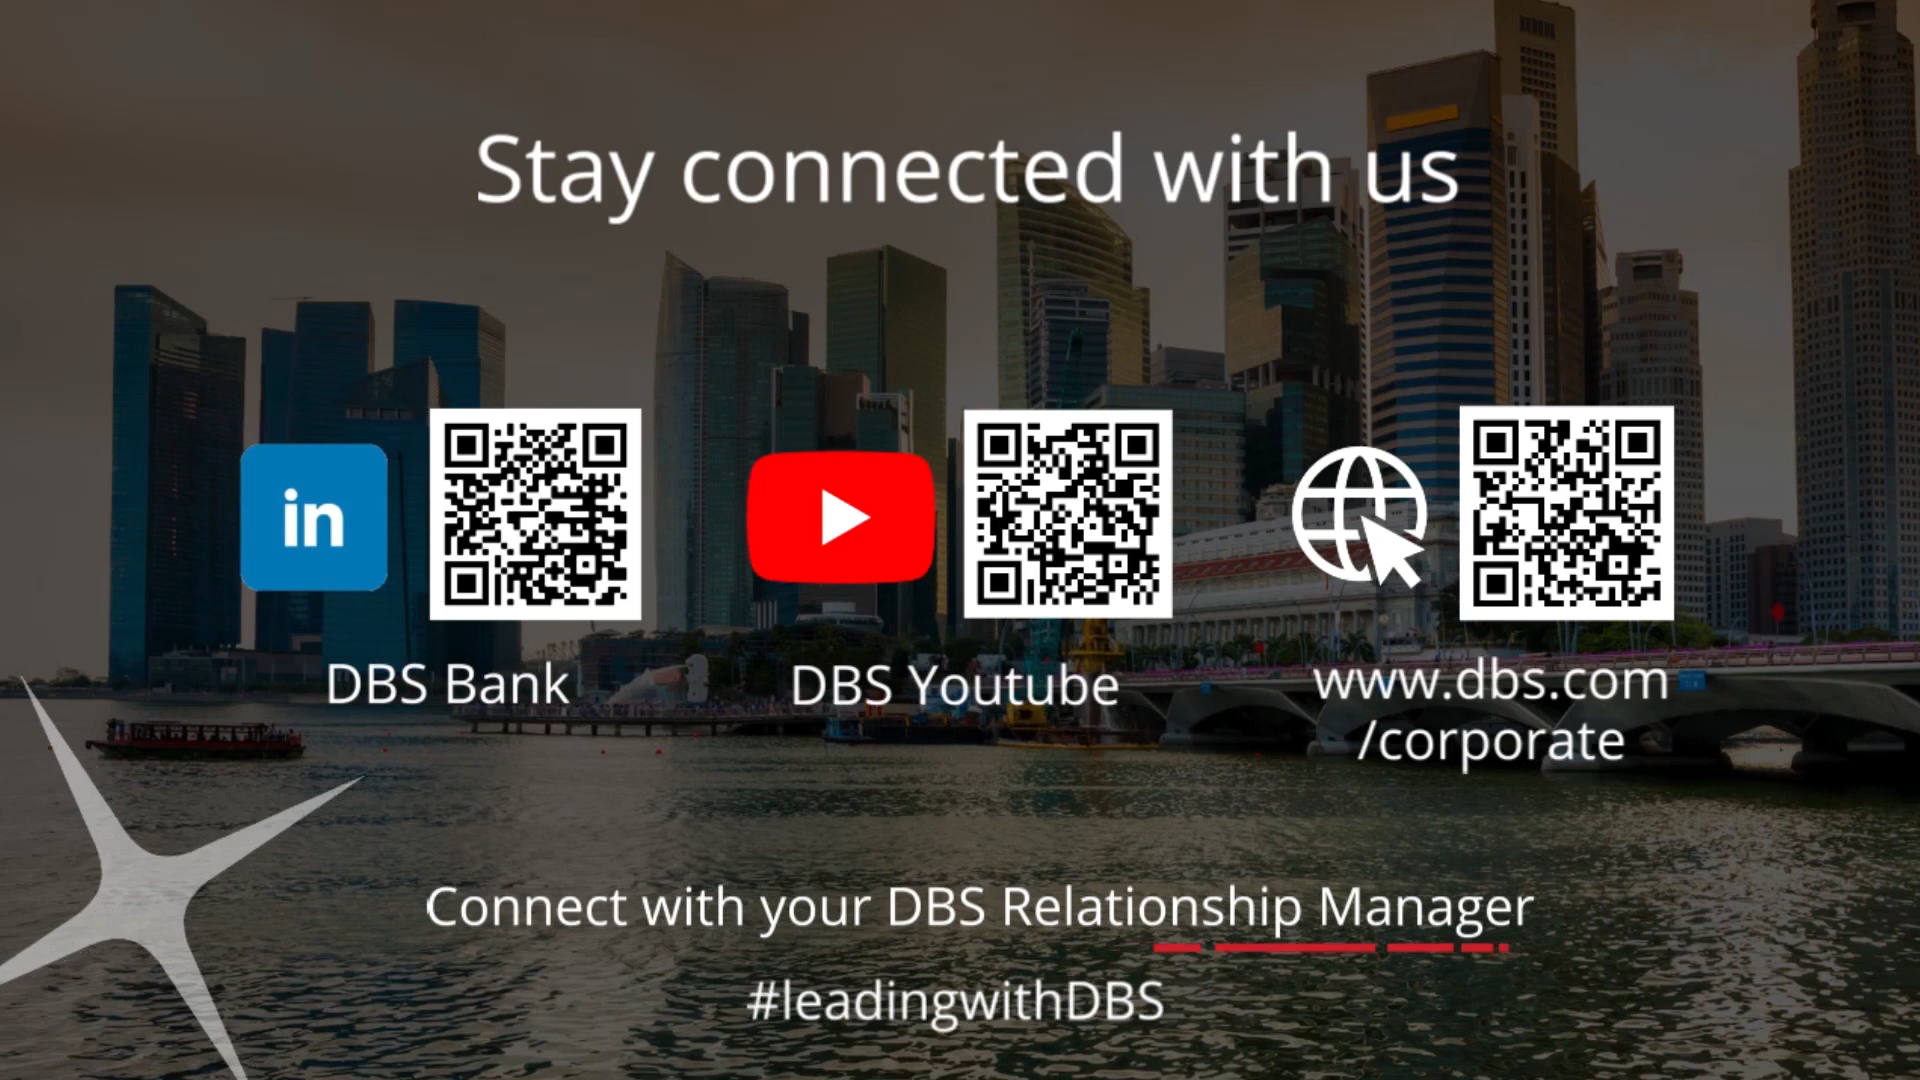 Stay connected with us
in
DBS Bank
DBS Youtube
www.dbs.com
/corporate
Connect with your DBS Relationship Manager
#leadingwithDBS